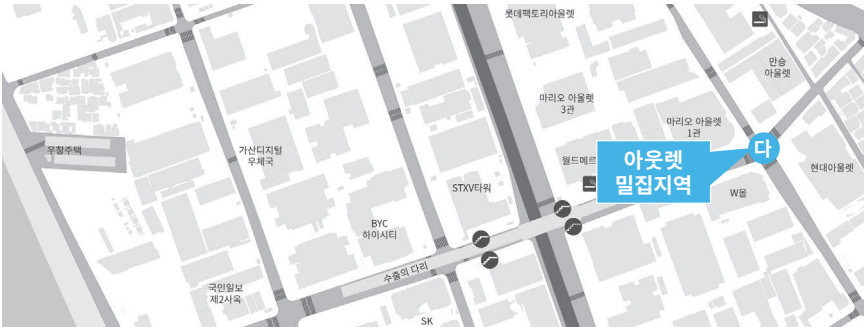 롯데팩토리아울렛
만승
아울렛
마리오 아울렛
3관
마리오 아울렛
1관
우창주택
가산디지털
우체국
월드메르
아웃렛
밀집지역
다
현대아울렛
STXV타워
W몰
BYC
하이시티
수출의 다리
국민일보
제2사옥
SK